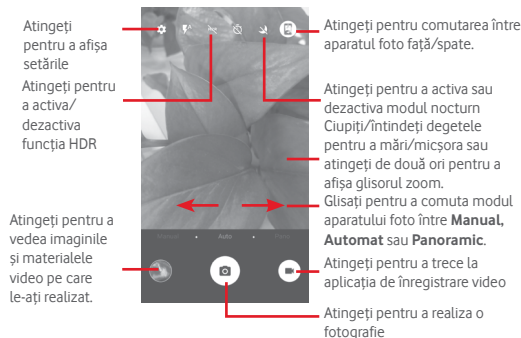 Atingeți
pentru a afișa
setările
Atingeți pentru
a activa/
dezactiva
funcția HDR
Atingeți pentru a
vedea imaginile
și materialele
video pe care
le-ați realizat.
Atingeți pentru comutarea între
aparatul foto față/spate.
Atingeți pentru a activa sau
dezactiva modul nocturn
Ciupiți/întindeți degetele
pentru a mări/micșora sau
atingeți de două ori pentru a
afișa glisorul zoom.
Glisați pentru a comuta modul
aparatului foto între Manual,
Automat sau Panoramic.
Atingeți pentru a trece la
aplicația de înregistrare video
Atingeți pentru a realiza o
fotografie
Auto